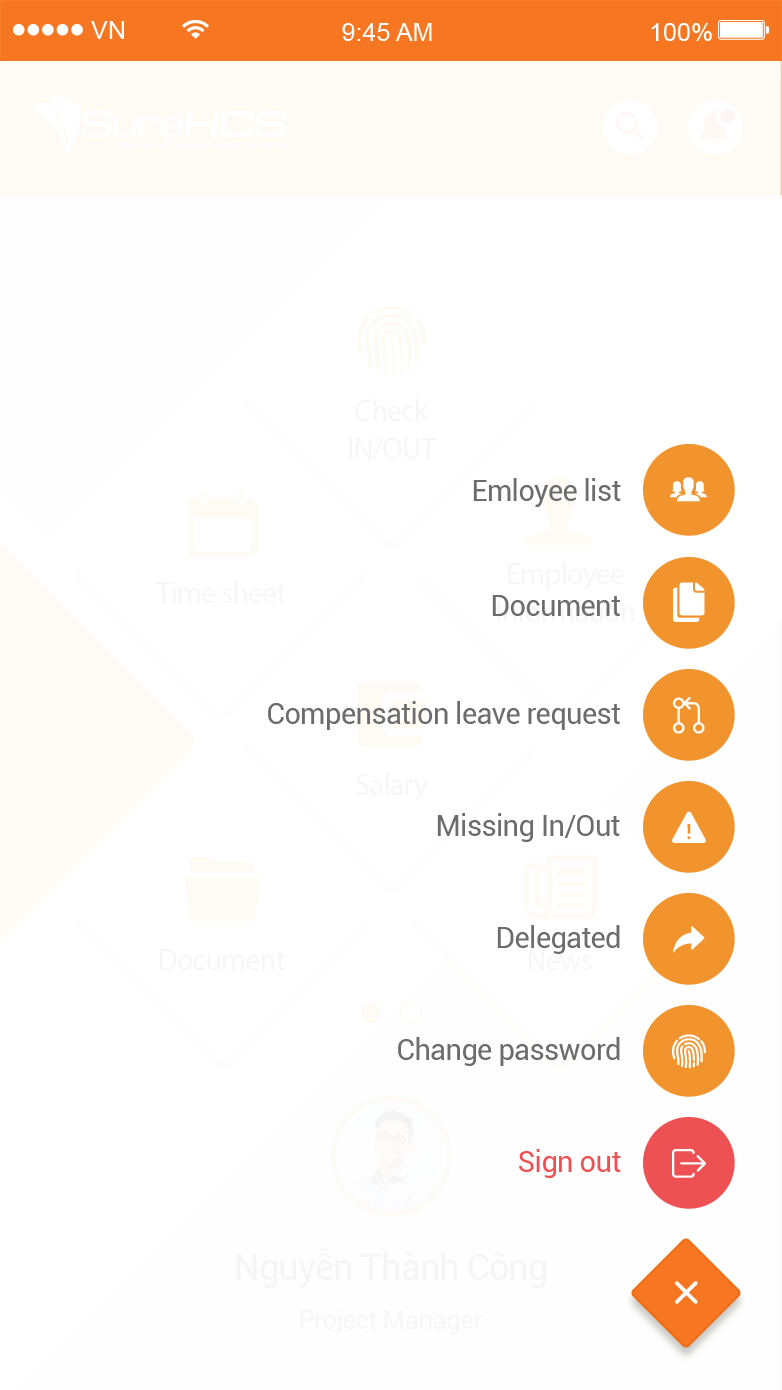 VN
9:45 AM
100%
SureHCS
Check
IN/OUT
Emloyee list
Time sheet
Employee
Information
Document
Compensation leave request
Salary
Missing In/Out
Delegated
Document
News
Change password
Sign out
Nguyễn Thành Công
Project Manager